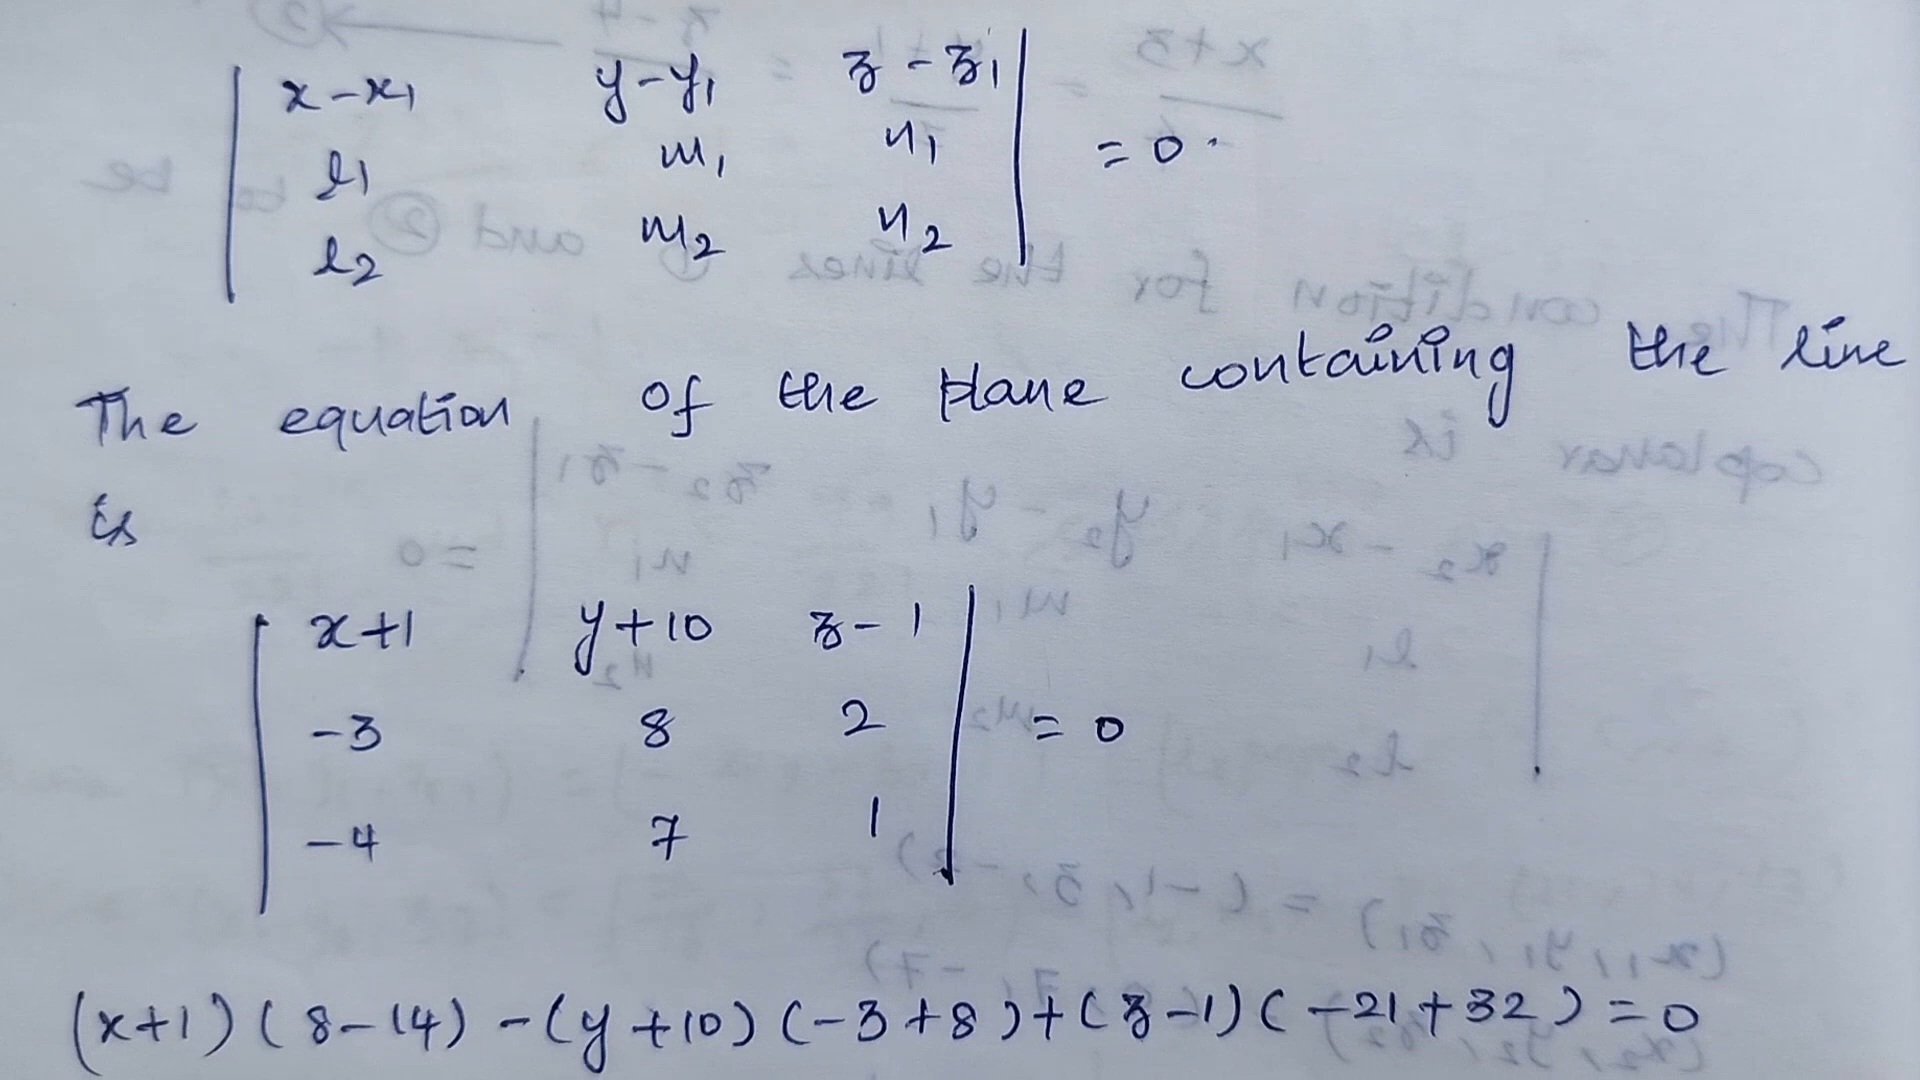 | x-x₁ y-y₁ z-z₁ |
| l₁ m₁ n₁ | = 0.
| l₂ m₂ n₂ |
The equation of the plane containing the line
is
| x+1 y+10 z-1 |
| -3 8 2 | = 0
| -4 7 1 |
(x+1)(8-14)-(y+10)(-3+8)+(z-1)(-21+32)=0